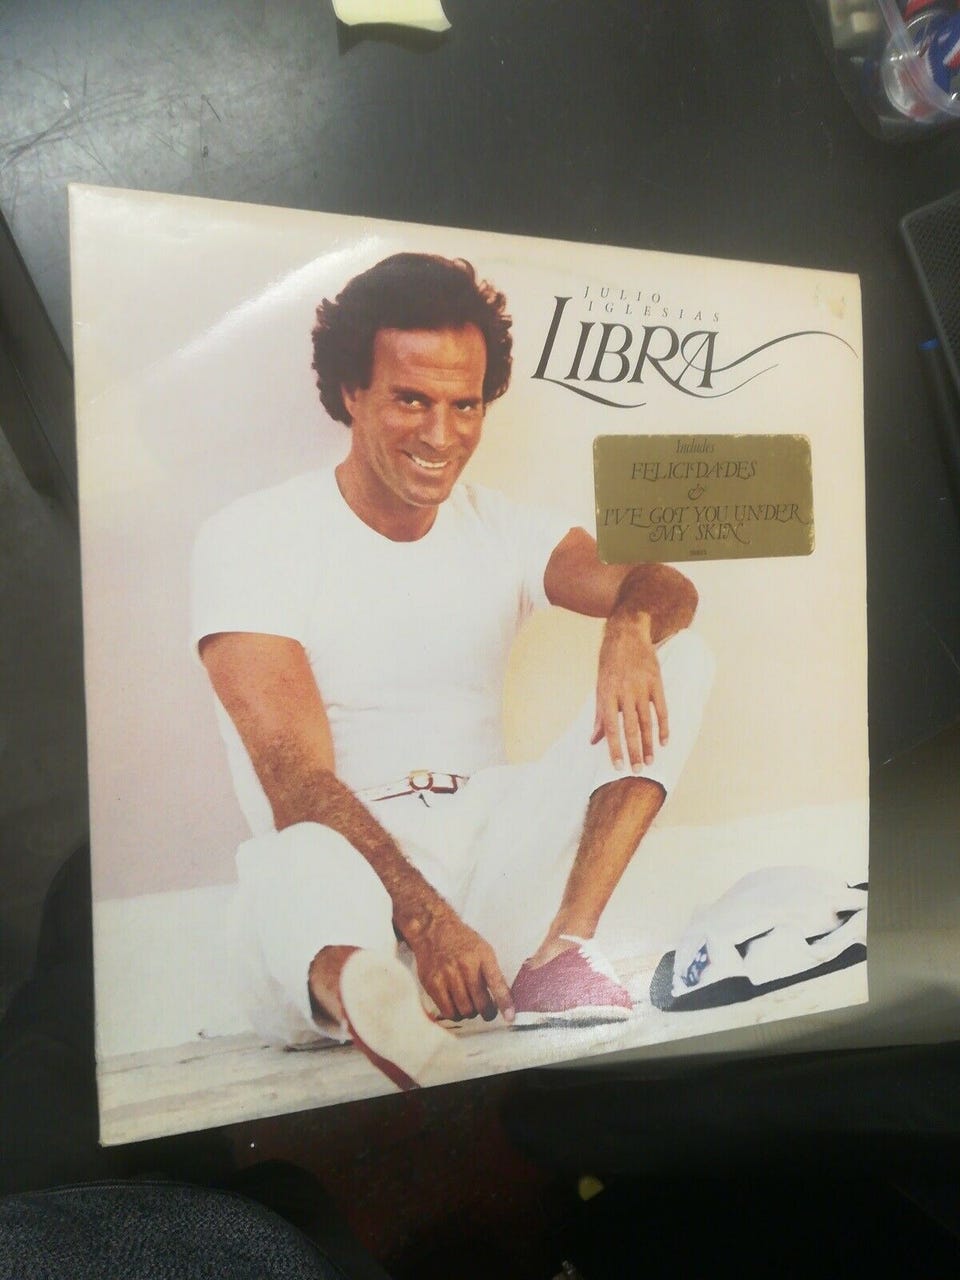 JULIO
IGLESIAS
LIBRA
Includes
FELICIDADES
&
I'VE GOT YOU UNDER
MY SKIN